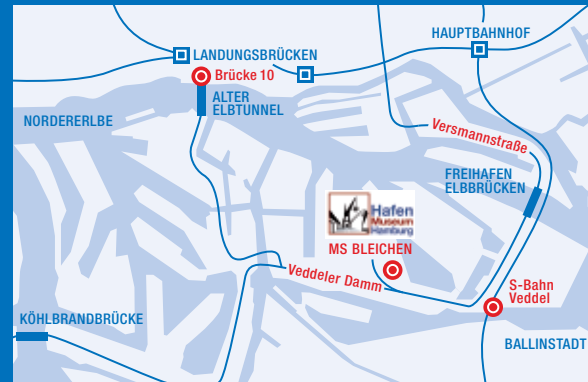 HAUPTBAHNHOF
LANDUNGSBRÜCKEN
Brücke 10
ALTER
ELBTUNNEL
NORDERERLBE
Versmannstraße
FREIHAFEN
ELBBRÜCKEN
Hafen
Museum
Hamburg
MS BLEICHEN
Veddeler Damm
S-Bahn
Veddel
KÖHLBRANDBRÜCKE
BALLINSTADT